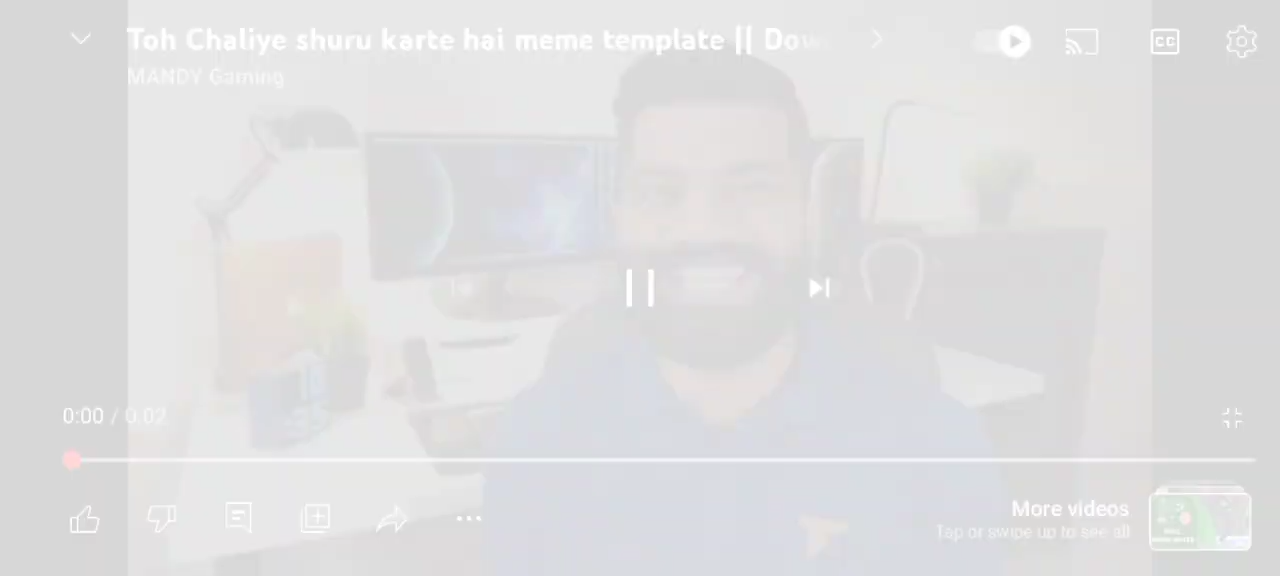 Toh Chaliye shuru karte hai meme template || Dow
MANDY Gaming
CC
0:00 / 0:02
More videos
Tap or swipe up to see all